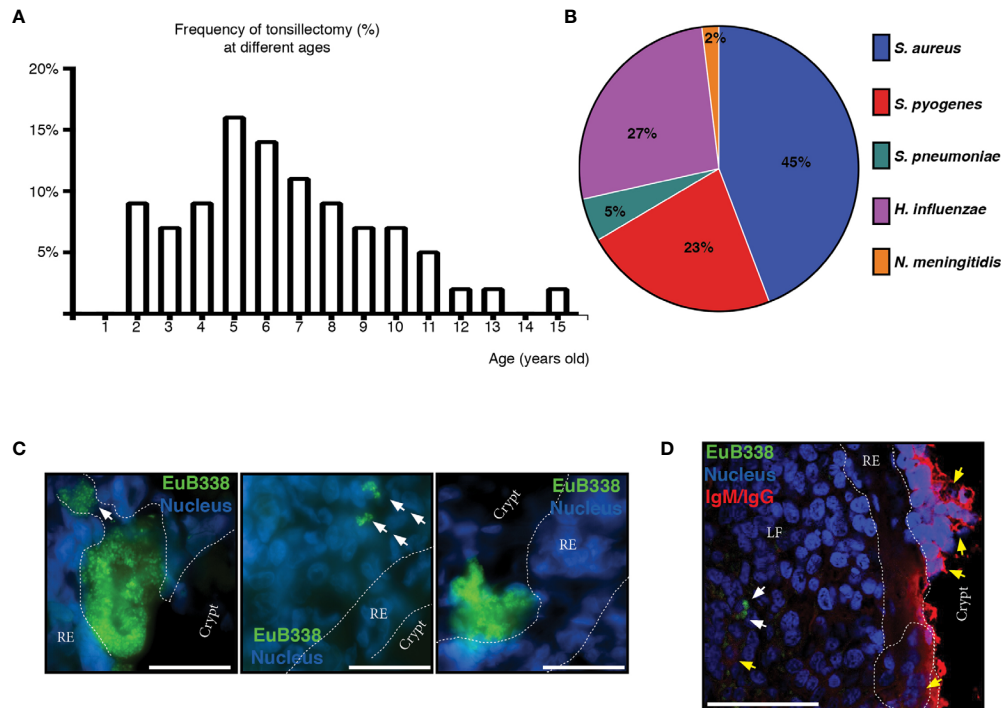 A
Frequency of tonsillectomy (%)
at different ages
20%
15%
10%
5%
1 2 3 4 5 6 7 8 9 10 11 12 13 14 15
Age (years old)
B
2%
45%
23%
5%
27%
S. aureus
S. pyogenes
S. pneumoniae
H. influenzae
N. meningitidis
C
EuB338
Nucleus
RE
Crypt
RE
Crypt
EuB338
Nucleus
EuB338
Nucleus
Crypt
RE
D
EuB338
Nucleus
IgM/IgG
RE
LF
Crypt